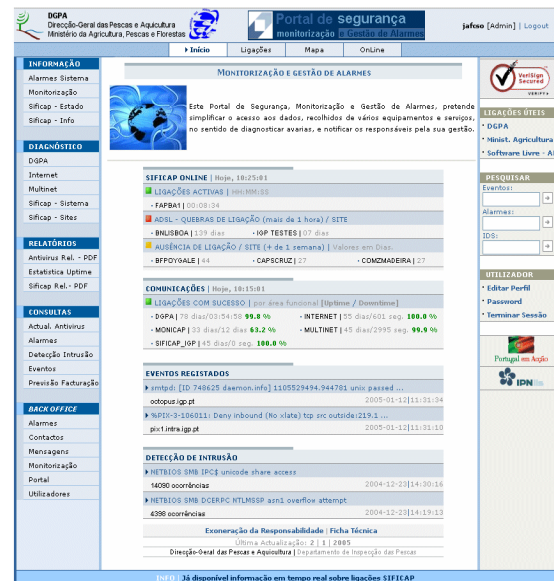 DGPA
Direcção-Geral das Pescas e Aquicultura
Ministério da Agricultura, Pescas e Florestas
Portal de segurança
monitorização e Gestão de Alarmes
jafoso [Admin] | Logout
Início
Ligações
Mapa
OnLine
INFORMAÇÃO
Alarmes Sistema
Monitorização
Sificap - Estado
Sificap - Info
DIAGNÓSTICO
DGPA
Internet
Multinet
Sificap - Sistema
Sificap - Sites
RELATÓRIOS
Antivirus Rel. - PDF
Estatística Uptime
Sificap Rel.- PDF
CONSULTAS
Actual. Antivirus
Alarmes
Detecção Intrusão
Eventos
Previsão Facturação
BACK OFFICE
Alarmes
Contactos
Mensagens
Monitorização
Portal
Utilizadores
MONITORIZAÇÃO E GESTÃO DE ALARMES
Este Portal de Segurança, Monitorização e Gestão de Alarmes, pretende
simplificar o acesso aos dados, recolhidos de vários equipamentos e serviços,
no sentido de diagnosticar avarias, e notificar os responsáveis pela sua gestão.
SIFICAP ONLINE | Hoje, 10:25:01
LIGAÇÕES ACTIVAS | HH:MM:SS
FAPBA1 | 00:08:34
ADSL - QUEBRAS DE LIGAÇÃO (mais de 1 hora) / SITE
BNLISBOA | 139 dias · IGP TESTES | 07 dias
AUSÊNCIA DE LIGAÇÃO / SITE (+ de 1 semana) | Valores em Dias.
BFPOYGALE | 44 · CAPSCRUZ | 27 · COMZMADEIRA | 27
COMUNICAÇÕES | Hoje, 10:15:01
LIGAÇÕES COM SUCESSO | por área funcional [Uptime / Downtime]
DGPA | 78 dias/03:54:58 99.8 % · INTERNET | 55 dias/601 seg. 100.0 %
MONICAP | 33 dias/12 dias 63.2 % · MULTINET | 45 dias/2995 seg. 99.9 %
SIFICAP_IGP | 45 dias/0 seg. 100.0 %
EVENTOS REGISTADOS
smtpd: [ID 748625 daemon.info] 1105529494.944781 unix passed ...
octopus.igp.pt 2005-01-12|11:31:34
%PIX-3-106011: Deny inbound (No xlate) tcp src outside:219.1 ...
pix1.intra.igp.pt 2005-01-12|11:31:10
DETECÇÃO DE INTRUSÃO
NETBIOS SMB IPC$ unicode share access
14090 ocorrências 2004-12-23|14:30:16
NETBIOS SMB DCERPC NTLMSSP asn1 overflow attempt
4398 ocorrências 2004-12-23|14:19:13
Exoneração da Responsabilidade | Ficha Técnica
Última Actualização: 2 | 1 | 2005
Direcção-Geral das Pescas e Aquicultura | Departamento de Inspecção das Pescas
VeriSign
Secured
VERIFY
LIGAÇÕES ÚTEIS
DGPA
Minist. Agricultura
Software Livre - A
PESQUISAR
Eventos:
Alarmes:
IDS:
UTILIZADOR
Editar Perfil
Password
Terminar Sessão
Portugal em Acção
IPN
INFO | Já disponível informação em tempo real sobre ligações SIFICAP